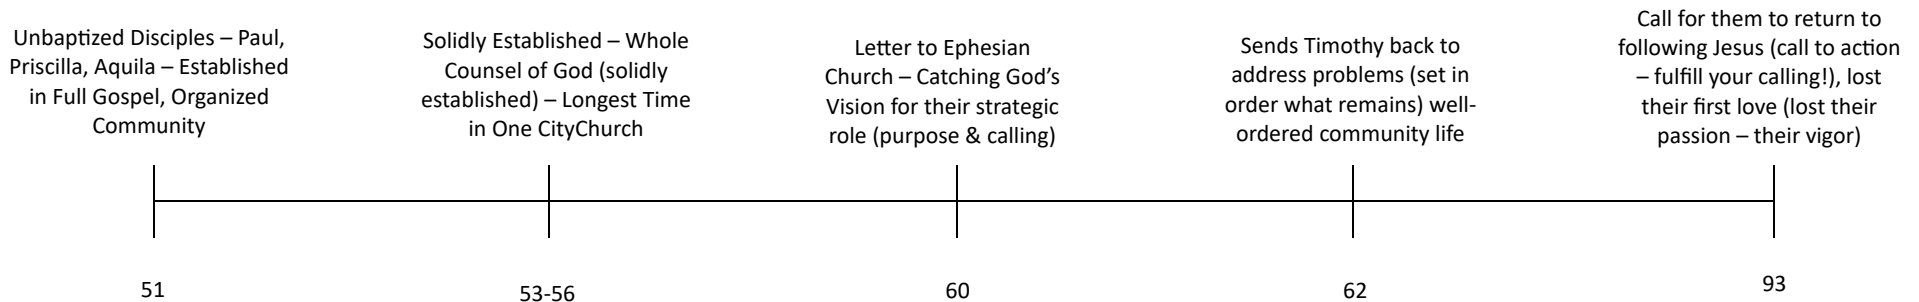 Unbaptized Disciples – Paul,
Priscilla, Aquila – Established
in Full Gospel, Organized
Community
Solidly Established – Whole
Counsel of God (solidly
established) – Longest Time
in One CityChurch
Letter to Ephesian
Church – Catching God’s
Vision for their strategic
role (purpose & calling)
Sends Timothy back to
address problems (set in
order what remains) well-
ordered community life
Call for them to return to
following Jesus (call to action
– fulfill your calling!), lost
their first love (lost their
passion – their vigor)
51
53-56
60
62
93